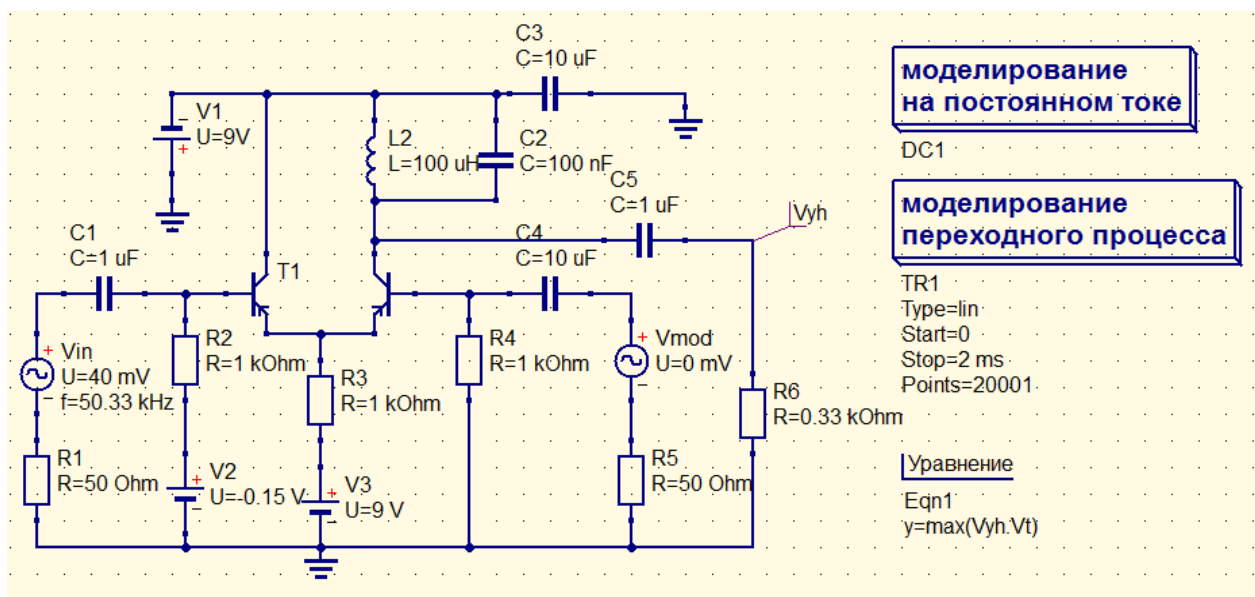 C3
C=10 uF
V1
U=9V
L2
L=100 uH
C2
C=100 nF
C1
C=1 uF
T1
C5
C=1 uF
C4
C=10 uF
Vyh
Vin
U=40 mV
f=50.33 kHz
R2
R=1 kOhm
R3
R=1 kOhm
R4
R=1 kOhm
Vmod
U=0 mV
R6
R=0.33 kOhm
R1
R=50 Ohm
V2
U=-0.15 V
V3
U=9 V
R5
R=50 Ohm
моделирование
на постоянном токе
DC1
моделирование
переходного процесса
TR1
Type=lin
Start=0
Stop=2 ms
Points=20001
Уравнение
Eqn1
y=max(Vyh.Vt)